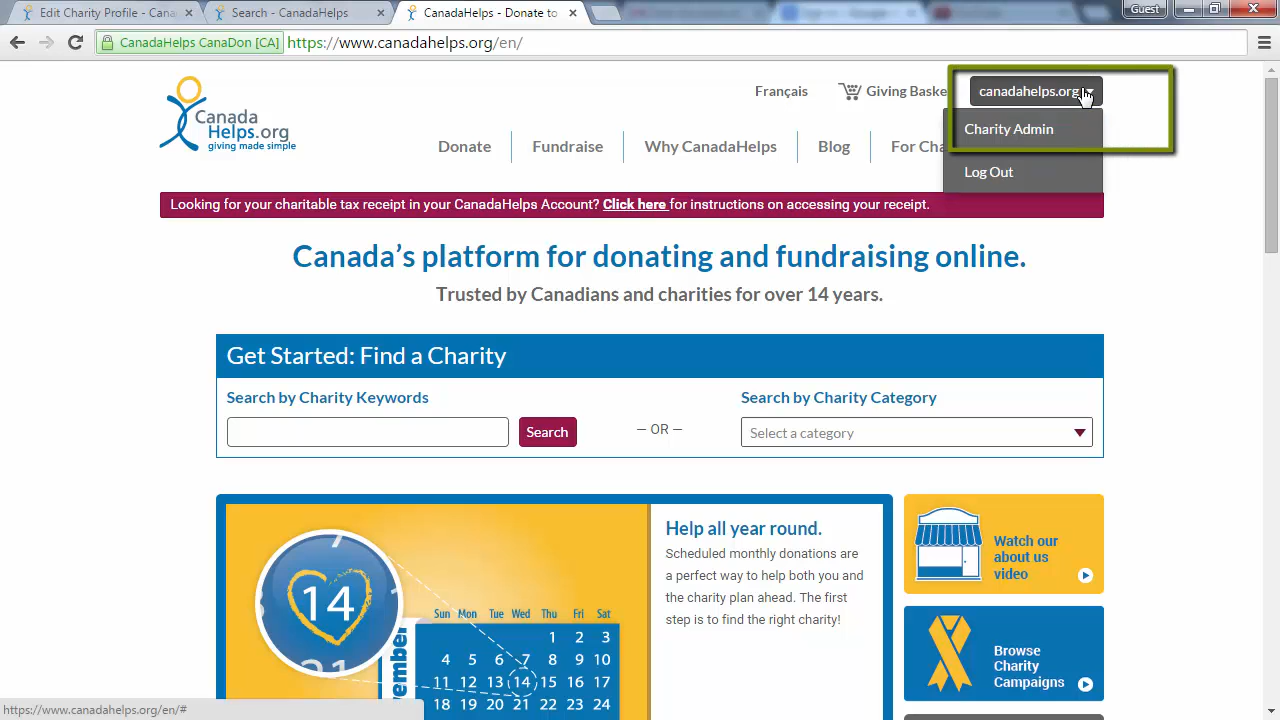 Edit Charity Profile - Cana
Search - CanadaHelps
CanadaHelps - Donate to
Guest
CanadaHelps CanaDon [CA]
https://www.canadahelps.org/en/
Canada
Helps.org
giving made simple
Français
Giving Baske
canadahelps.org
Charity Admin
Log Out
Donate
Fundraise
Why CanadaHelps
Blog
For Cha
Looking for your charitable tax receipt in your CanadaHelps Account? Click here for instructions on accessing your receipt.
Canada's platform for donating and fundraising online.
Trusted by Canadians and charities for over 14 years.
Get Started: Find a Charity
Search by Charity Keywords
Search by Charity Category
Search
— OR —
Select a category
7
14
21
vember
Sun Mon Tue Wed Thu Fri Sat
1 2 3
4 5 6 7 8 9 10
11 12 13 14 15 16 17
18 19 20 21 22 23 24
Help all year round.
Scheduled monthly donations are
a perfect way to help both you and
the charity plan ahead. The first
step is to find the right charity!
Watch our
about us
video
Browse
Charity
Campaigns
https://www.canadahelps.org/en/#